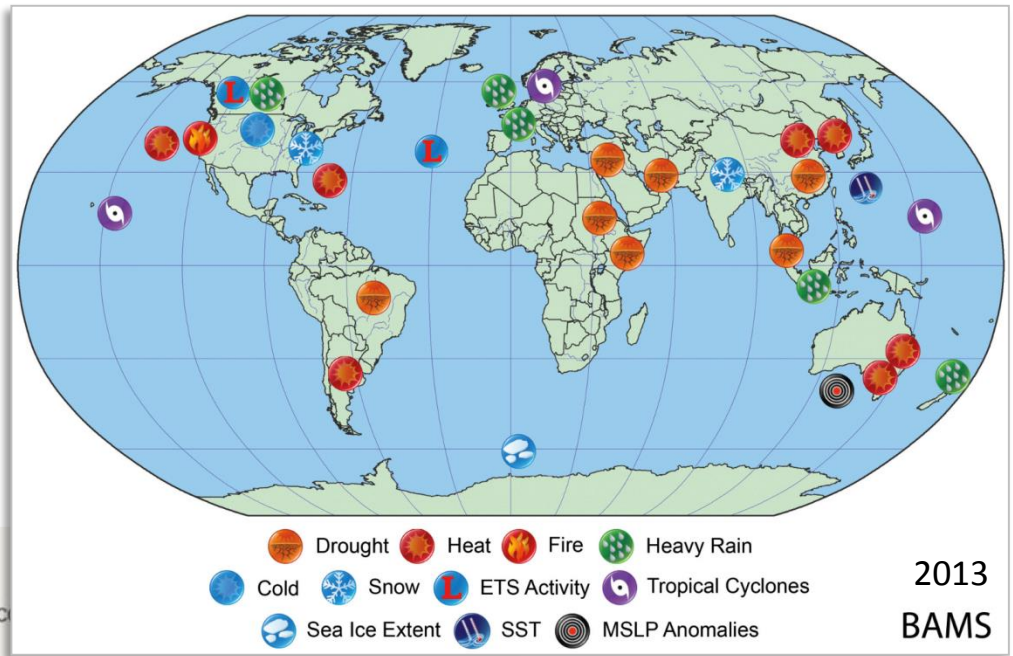 Drought Heat Fire Heavy Rain
Cold Snow L ETS Activity Tropical Cyclones
Sea Ice Extent SST MSLP Anomalies
2013
BAMS
L
L